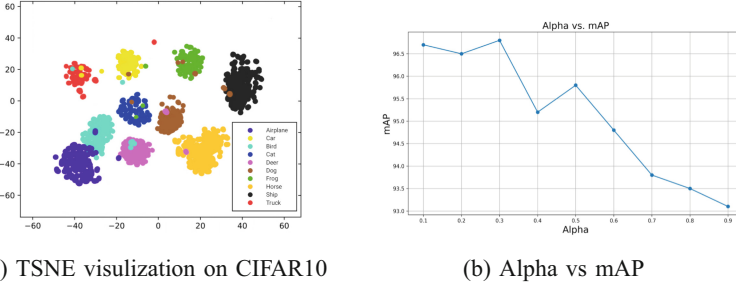 60
40
20
0
−20
−40
−60
−60
−40
−20
0
20
40
60
Airplane
Car
Bird
Cat
Deer
Dog
Frog
Horse
Ship
Truck
) TSNE visulization on CIFAR10
Alpha vs. mAP
mAP
96.5
96.0
95.5
95.0
94.5
94.0
93.5
93.0
0.1
0.2
0.3
0.4
0.5
0.6
0.7
0.8
0.9
Alpha
(b) Alpha vs mAP